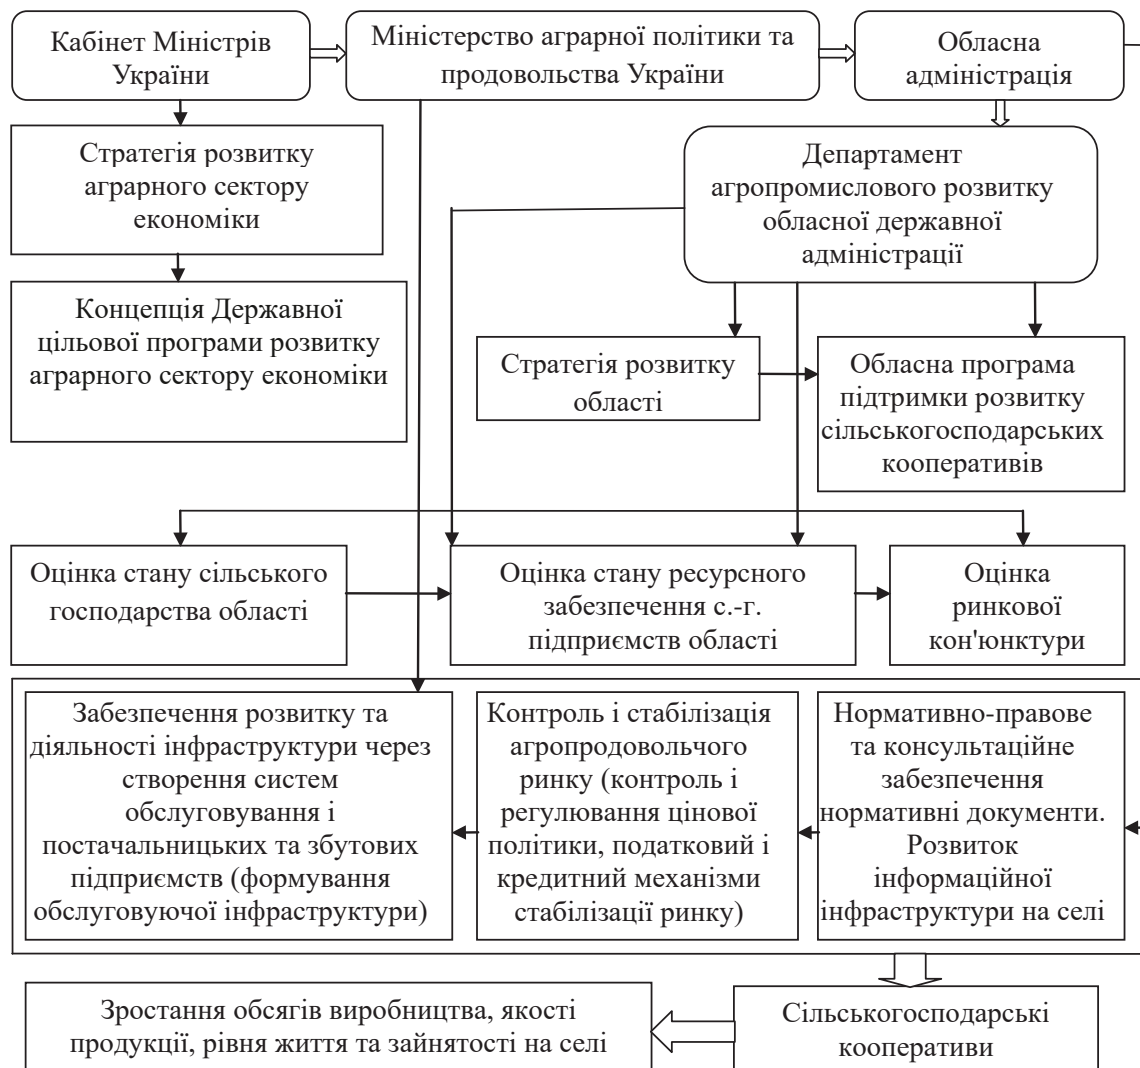 Кабінет Міністрів
України
Міністерство аграрної політики та
продовольства України
Обласна
адміністрація
Стратегія розвитку
аграрного сектору
економіки
Департамент
агропромислового розвитку
обласної державної
адміністрації
Концепція Державної
цільової програми розвитку
аграрного сектору економіки
Стратегія розвитку
області
Обласна програма
підтримки розвитку
сільськогосподарських
кооперативів
Оцінка стану сільського
господарства області
Оцінка стану ресурсного
забезпечення с.-г.
підприємств області
Оцінка
ринкової
кон'юнктури
Забезпечення розвитку та
діяльності інфраструктури через
створення систем
обслуговування і
постачальницьких та збутових
підприємств (формування
обслуговуючої інфраструктури)
Контроль і стабілізація
агропродовольчого
ринку (контроль і
регулювання цінової
політики, податковий і
кредитний механізми
стабілізації ринку)
Нормативно-правове
та консультаційне
забезпечення
нормативні документи.
Розвиток
інформаційної
інфраструктури на селі
Зростання обсягів виробництва, якості
продукції, рівня життя та зайнятості на селі
Сільськогосподарські
кооперативи